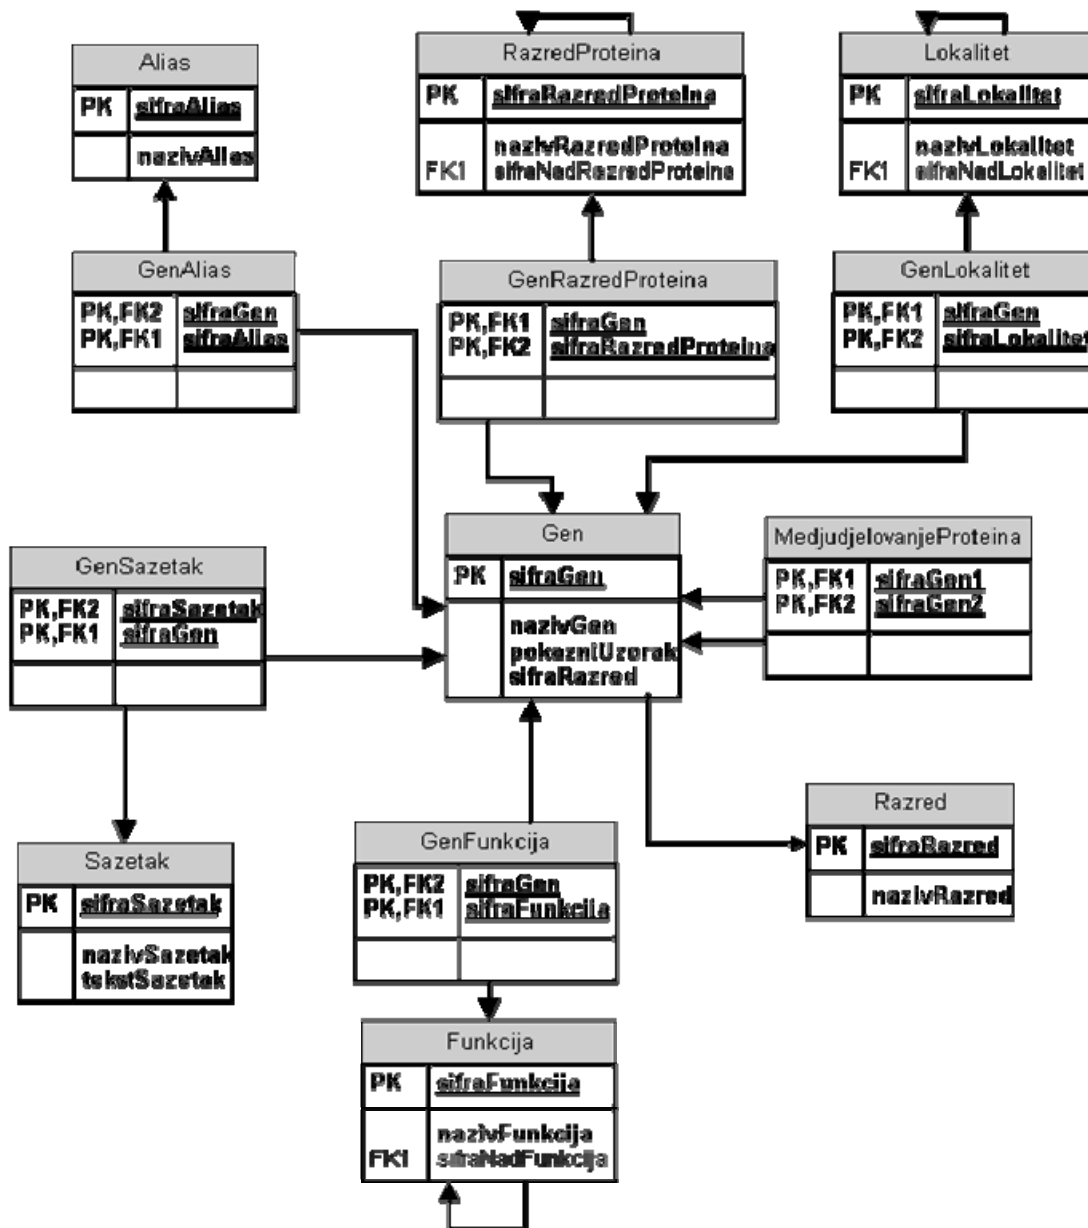 Alias
PK sifraAlias
nazivAlias
RazredProteina
PK sifraRazredProteina
nazivRazredProteina
FK1 sifraNadRazredProteina
Lokalitet
PK sifraLokalitet
nazivLokalitet
FK1 sifraNadLokalitet
GenAlias
PK,FK2 sifraGen
PK,FK1 sifraAlias
GenRazredProteina
PK,FK1 sifraGen
PK,FK2 sifraRazredProteina
GenLokalitet
PK,FK1 sifraGen
PK,FK2 sifraLokalitet
GenSazetak
PK,FK2 sifraSazetak
PK,FK1 sifraGen
Gen
PK sifraGen
nazivGen
pokazniUzorak
sifraRazred
MedjudjelovanjeProteina
PK,FK1 sifraGen1
PK,FK2 sifraGen2
Sazetak
PK sifraSazetak
nazivSazetak
tekstSazetak
GenFunkcija
PK,FK2 sifraGen
PK,FK1 sifraFunkcija
Razred
PK sifraRazred
nazivRazred
Funkcija
PK sifraFunkcija
nazivFunkcija
FK1 sifraNadFunkcija